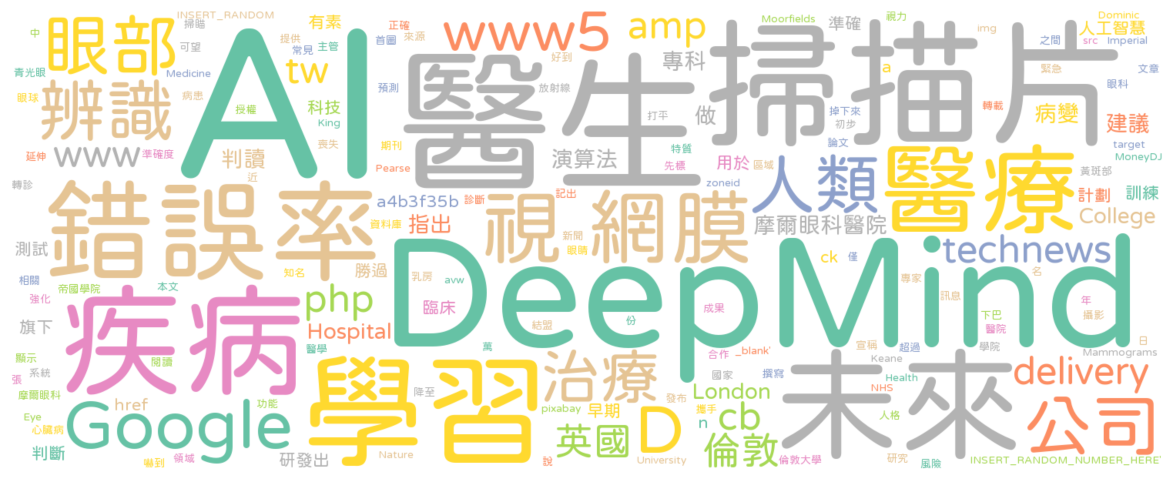 INSERT_RANDOM
中
掃瞄
可望
眼部
有素
提供
常見
主管
正確
來源
首圖
www5
amp
Moorfields
準確
視力
Dominic
人工智慧
img
之間
src
Imperial
AI
醫生
掃描片
好到
專科
a
緊急
文章
青光眼
Medicine
tw
預測
放射線
眼科
眼球
病患
辨識
授權
科技
打平
做
掉下來
初步
轉載
病變
建議
www
準確度
King
喪失
期刊
特質
論文
target
延伸
判讀
演算法
先穗
用於
區域
MoneyDJ
近
Pearse
人類
醫療
黃斑部
轉診
錯誤率
a4b3f35b
診斷
記出
視網膜
zoneid
計劃
訓練
指出
資料庫
摩爾眼科醫院
College
測試
新聞
眼睛
technews
相關
知名
勝過
乳房
avw
ck
僅
專家
名
帝國學院
本文
DeepMind
強化
疾病
php
臨床
份
成果
訊息
年
旗下
Hospital
結盟
下巴
攝影
醫學
萬
醫院
顯示
閱讀
合作
_blank'
宣稱
超過
學院
日
系統
學習
治療
國家
撰寫
Keane
Mammograms
張
未來
delivery
摩爾眼科
降至
London
NHS
Health
Google
href
發布
公司
Eye
功能
pixabay
早期
攜手
cb
人格
心臟病
英國
D
n
倫敦
判斷
嚇到
領域
研發出
Nature
說
University
倫敦大學
研究
風險
INSERT_RANDOM_NUMBER_HERE?